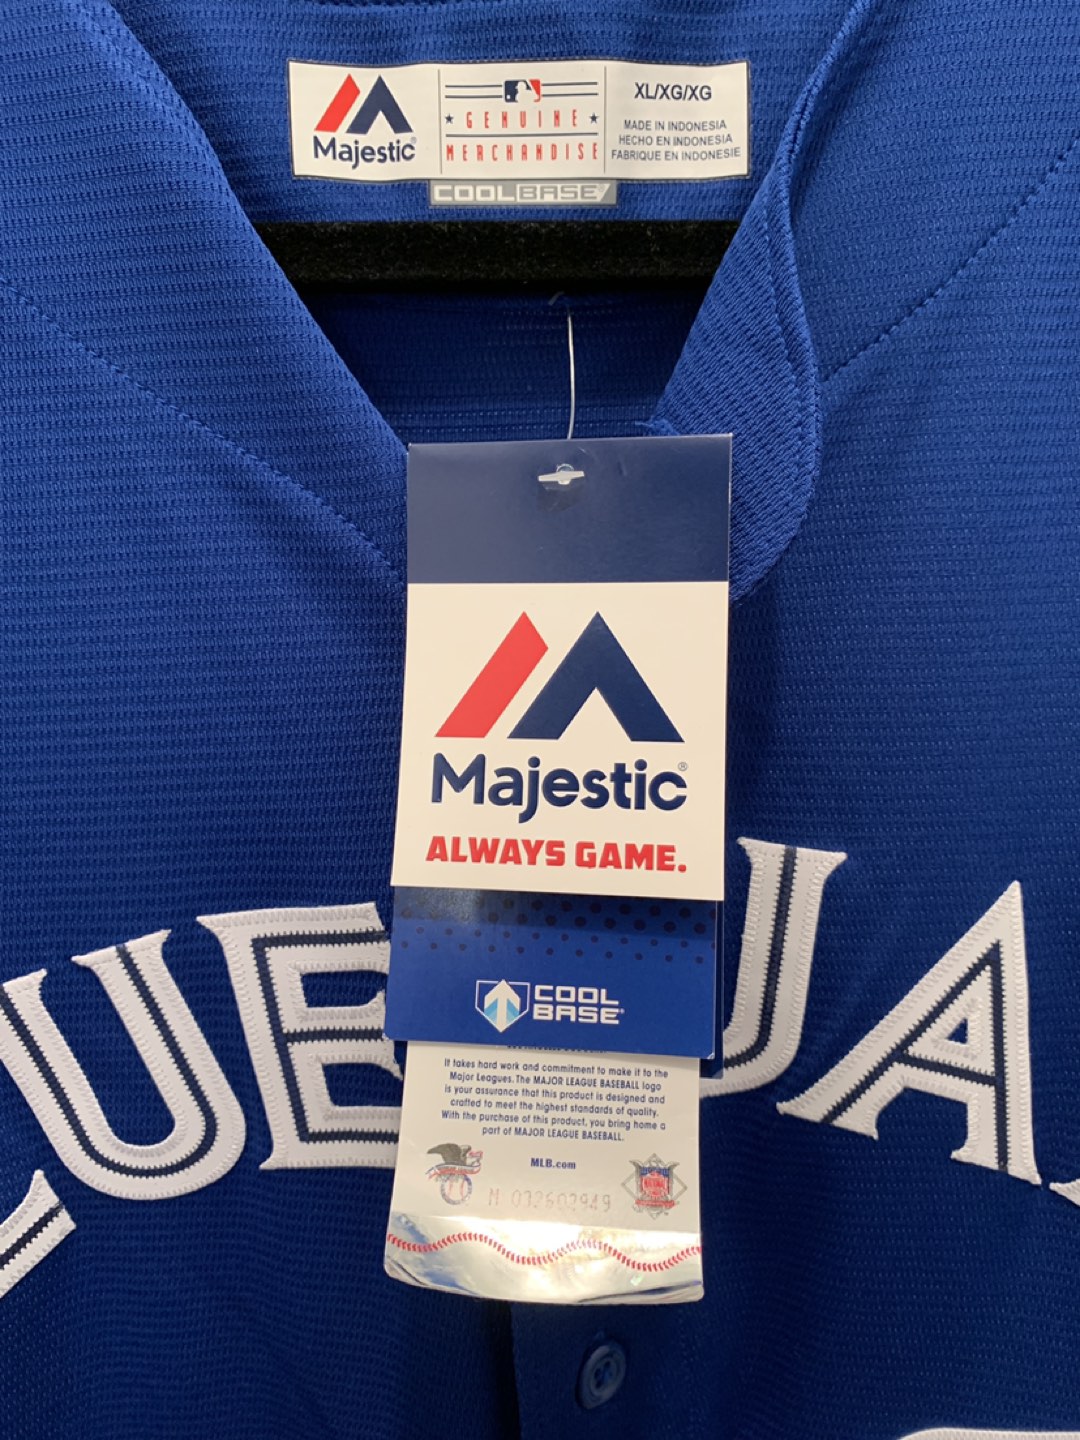 Majestic®
GENUINE
MERCHANDISE
XL/XG/XG
MADE IN INDONESIA
HECHO EN INDONESIA
FABRIQUE EN INDONESIE
COOLBASE
Majestic®
ALWAYS GAME.
UE JA
COOL
BASE®
It takes hard work and commitment to make it to the
Major Leagues. The MAJOR LEAGUE BASEBALL logo
is your assurance that this product is designed and
crafted to meet the highest standards of quality.
With the purchase of this product, you bring home a
part of MAJOR LEAGUE BASEBALL.
MLB.com
M 032602949